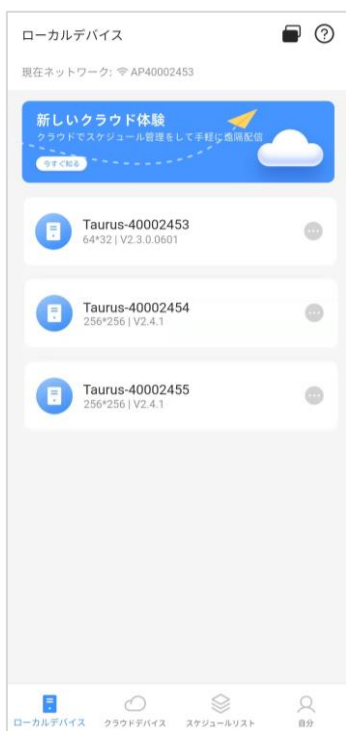 ローカルデバイス
現在ネットワーク: AP40002453
新しいクラウド体験
クラウドでスケジュール管理をして手軽に遠隔配信
今すぐ知る
Taurus-40002453
64*32 | V2.3.0.0601
Taurus-40002454
256*256 | V2.4.1
Taurus-40002455
256*256 | V2.4.1
ローカルデバイス
クラウドデバイス
スケジュールリスト
自分